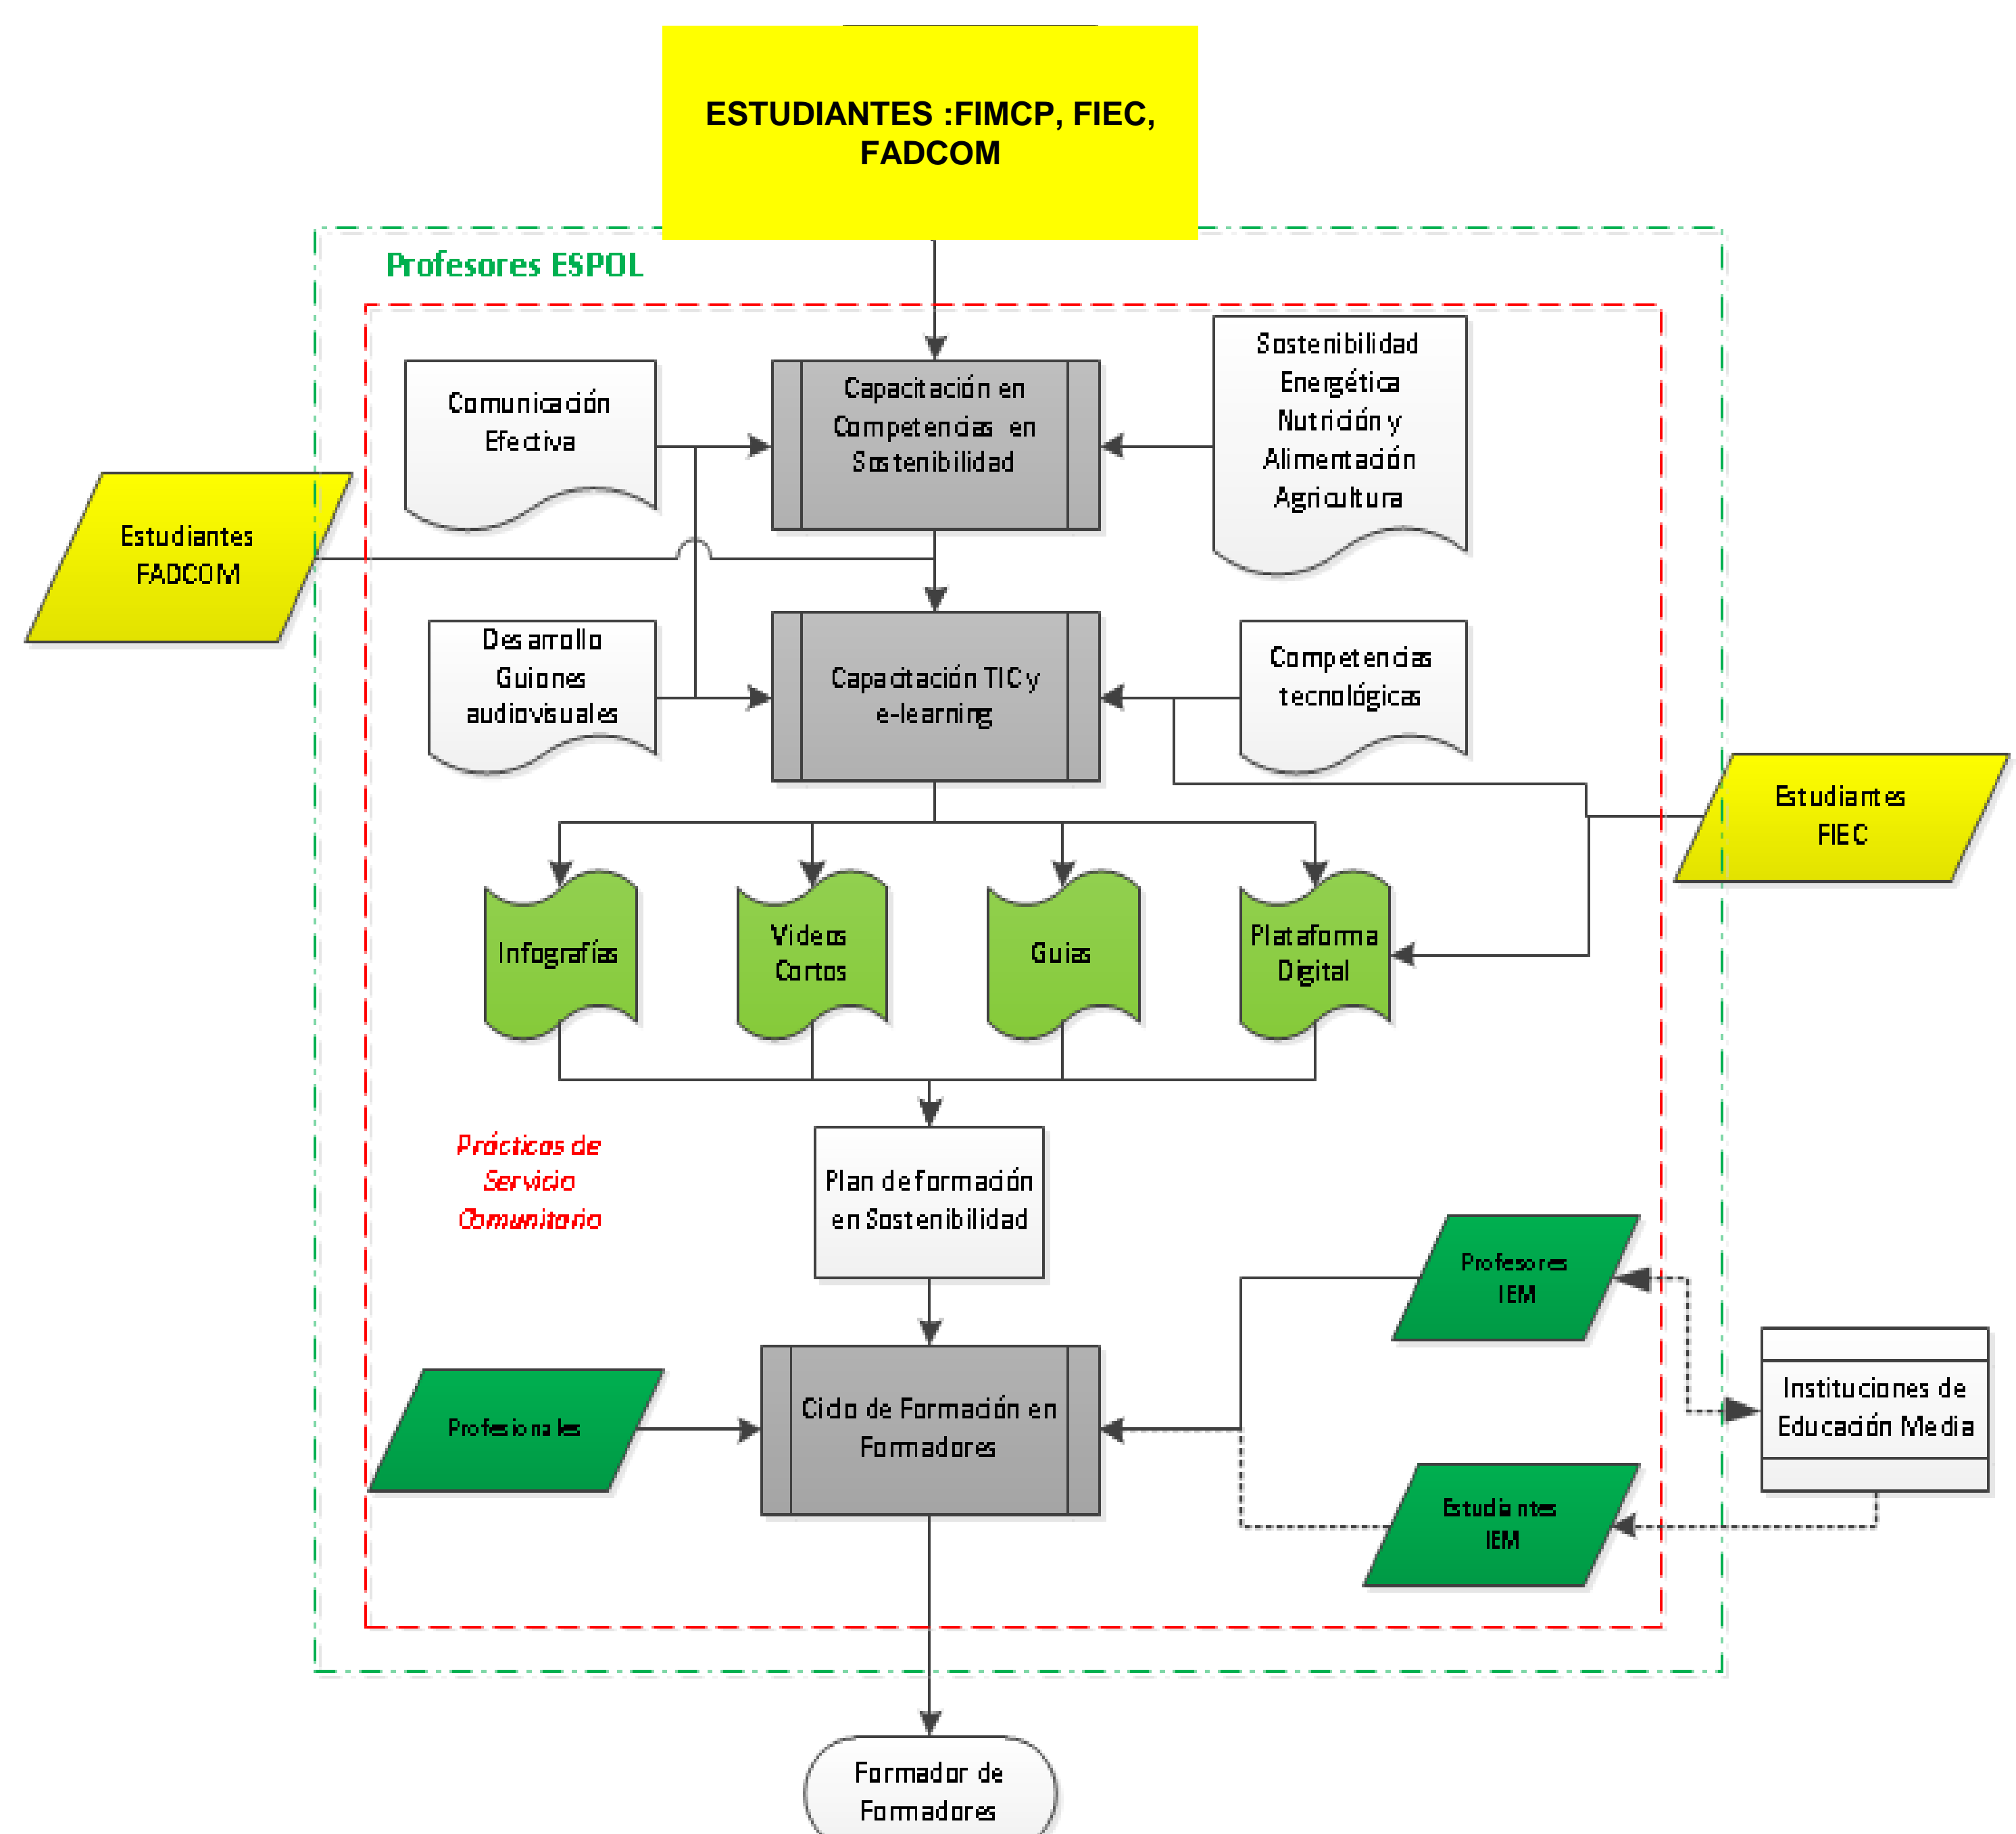 ESTUDIANTES :FIMCP, FIEC,
FADCOM
Profesores ESPOL
Comunicación
Efectiva
Capacitación en
Competencias en
Sostenibilidad
Sostenibilidad
Energética
Nutrición y
Alimentación
Agricultura
Estudiantes
FADCOM
Desarrollo
Guiones
audiovisuales
Capacitación TIC y
e-learning
Competencias
tecnológicas
Estudiantes
FIEC
Infografías
Videos
Cortos
Guias
Plataforma
Digital
Prácticas de
Servicio
Comunitario
Plan de formación
en Sostenibilidad
Profesores
IEM
Profesionales
Ciclo de Formación en
Formadores
Instituciones de
Educación Media
Estudiantes
IEM
Formador de
Formadores